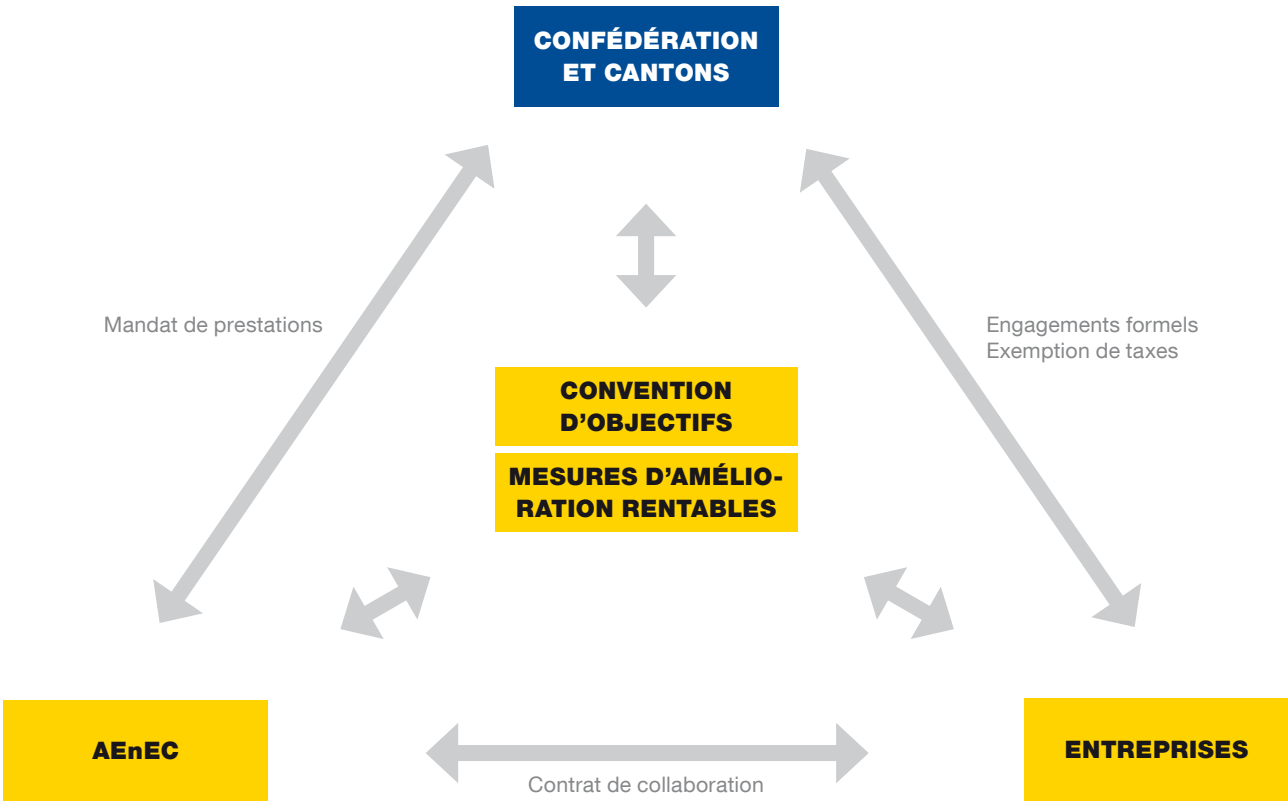 CONFÉDÉRATION
ET CANTONS
Mandat de prestations
Engagements formels
Exemption de taxes
CONVENTION
D’OBJECTIFS
MESURES D’AMÉLIO-
RATION RENTABLES
AEnEC
ENTREPRISES
Contrat de collaboration